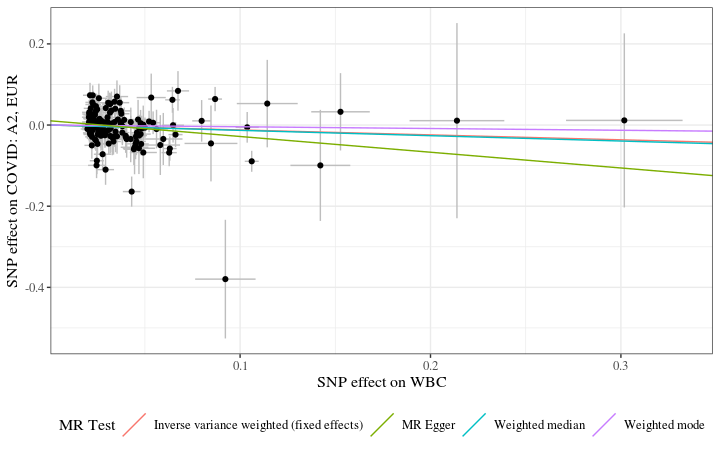 SNP effect on COVID: A2, EUR
0.2
0.0
-0.2
-0.4
0.1 0.2 0.3
SNP effect on WBC
MR Test Inverse variance weighted (fixed effects) MR Egger Weighted median Weighted mode